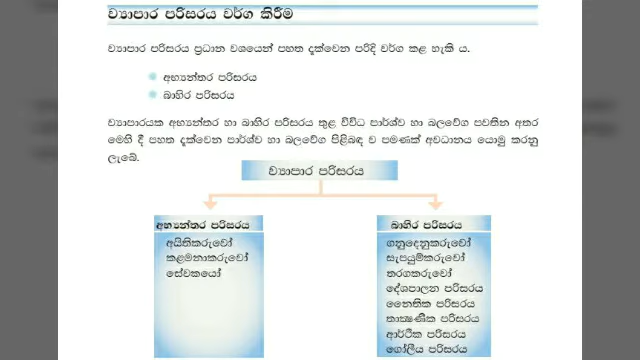 ව්‍යාපාර පරිසරය වර්ග කිරීම
ව්‍යාපාර පරිසරය ප්‍රධාන වශයෙන් පහත දැක්වෙන පරිදි වර්ග කළ හැකි ය.
අභ්‍යන්තර පරිසරය
බාහිර පරිසරය
ව්‍යාපාරයක අභ්‍යන්තර හා බාහිර පරිසරය තුළ විවිධ පාර්ශ්ව හා බලවේග පවතින අතර
මෙහි දී පහත දැක්වෙන පාර්ශ්ව හා බලවේග පිළිබඳ ව පමණක් අවධානය යොමු කරනු
ලැබේ.
ව්‍යාපාර පරිසරය
අභ්‍යන්තර පරිසරය
අයිතිකරුවෝ
කළමනාකරුවෝ
සේවකයෝ
බාහිර පරිසරය
ගනුදෙනුකරුවෝ
සැපයුම්කරුවෝ
තරගකරුවෝ
දේශපාලන පරිසරය
නෛතික පරිසරය
තාක්‍ෂණික පරිසරය
ආර්ථික පරිසරය
ගෝලීය පරිසරය